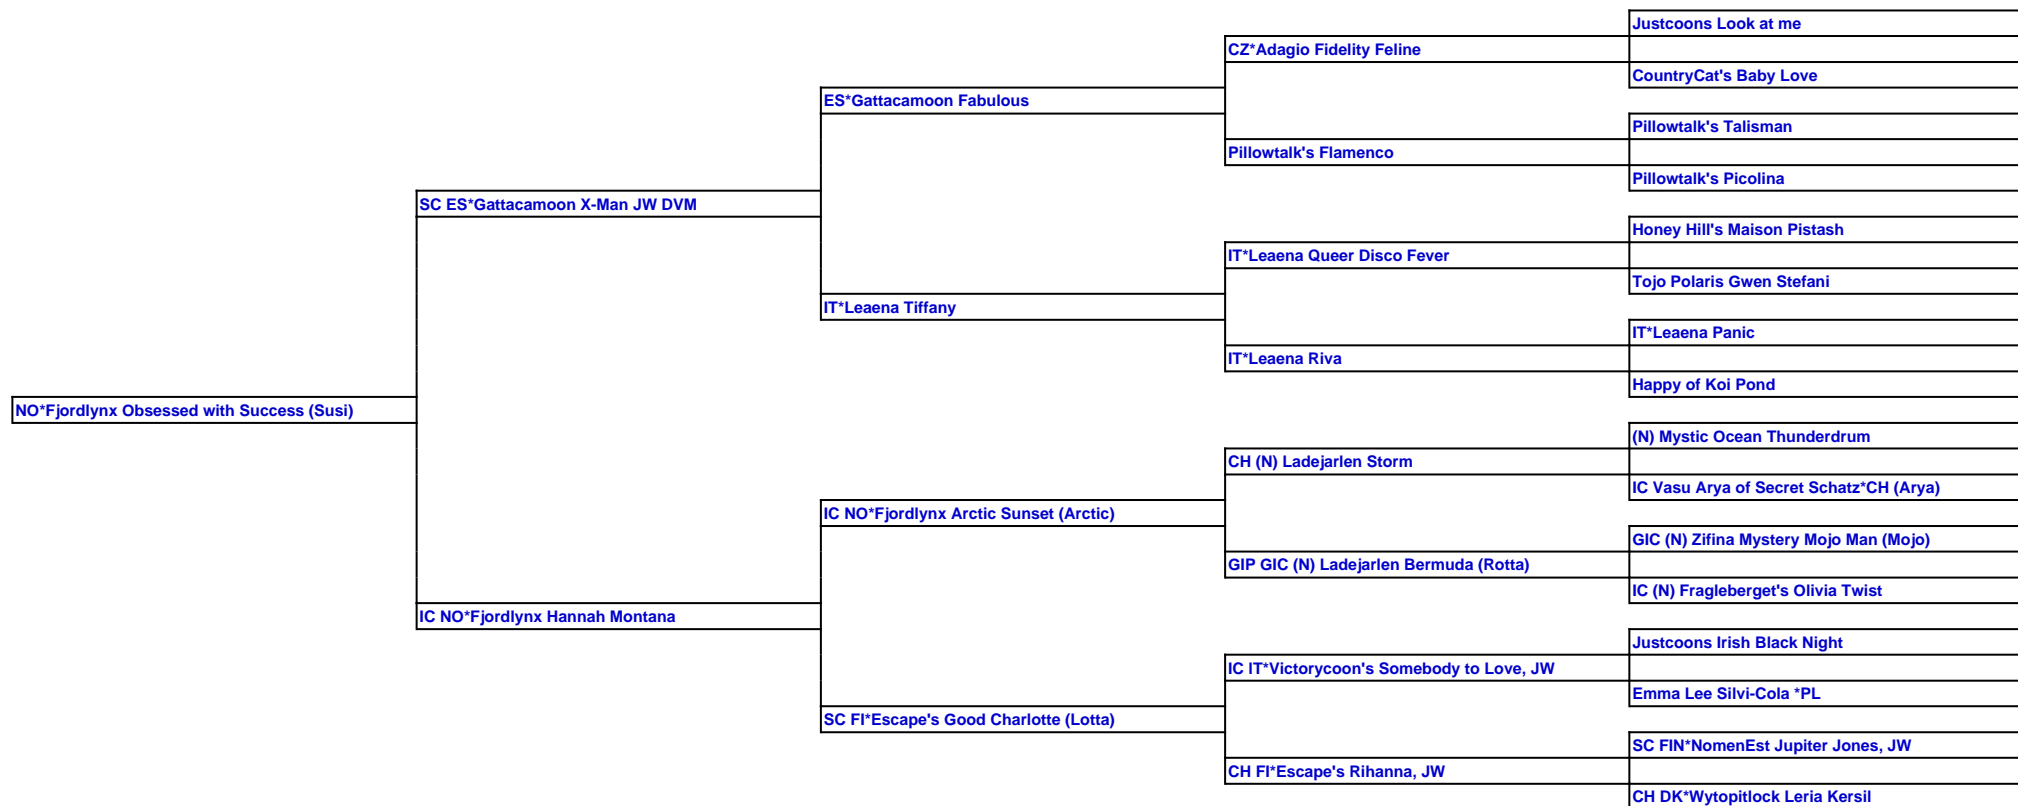 Justcoons Look at me
CZ*Adagio Fidelity Feline
CountryCat's Baby Love
ES*Gattacamoon Fabulous
Pillowtalk's Talisman
Pillowtalk's Flamenco
Pillowtalk's Picolina
SC ES*Gattacamoon X-Man JW DVM
Honey Hill's Maison Pistash
IT*Leaena Queer Disco Fever
Tojo Polaris Gwen Stefani
IT*Leaena Tiffany
IT*Leaena Panic
IT*Leaena Riva
Happy of Koi Pond
NO*Fjordlynx Obsessed with Success (Susi)
(N) Mystic Ocean Thunderdrum
CH (N) Ladejarlen Storm
IC Vasu Arya of Secret Schatz*CH (Arya)
IC NO*Fjordlynx Arctic Sunset (Arctic)
GIC (N) Zifina Mystery Mojo Man (Mojo)
GIP GIC (N) Ladejarlen Bermuda (Rotta)
IC (N) Fragleberget's Olivia Twist
IC NO*Fjordlynx Hannah Montana
Justcoons Irish Black Night
IC IT*Victorycoon's Somebody to Love, JW
Emma Lee Silvi-Cola *PL
SC FI*Escape's Good Charlotte (Lotta)
SC FIN*NomenEst Jupiter Jones, JW
CH FI*Escape's Rihanna, JW
CH DK*Wytopitlock Leria Kersil